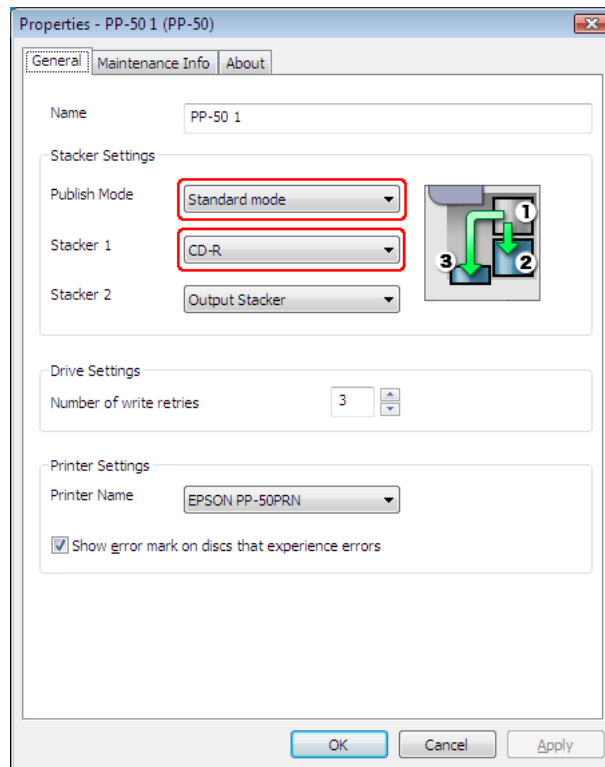 Properties - PP-50 1 (PP-50)
General Maintenance Info About
Name PP-50 1
Stacker Settings
Publish Mode Standard mode
Stacker 1 CD-R
Stacker 2 Output Stacker
1
3 2
Drive Settings
Number of write retries 3
Printer Settings
Printer Name EPSON PP-50PRN
Show error mark on discs that experience errors
OK Cancel Apply